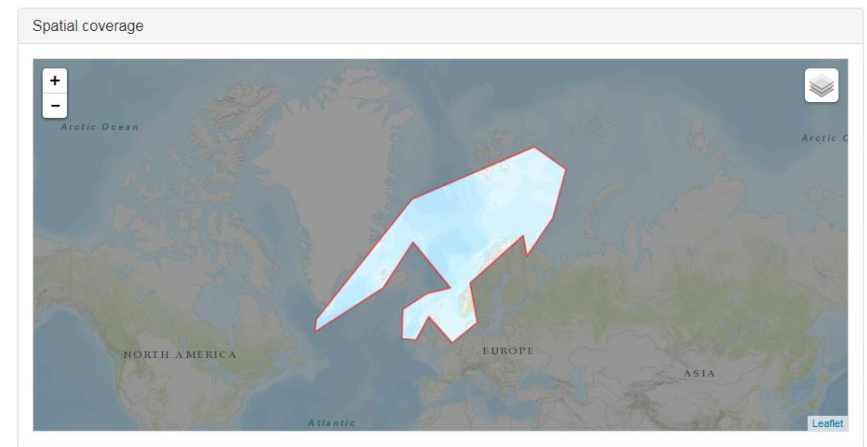 Spatial coverage
+
−
Arctic Ocean
Arctic O
NORTH AMERICA
EUROPE
ASIA
Atlantic
Leaflet